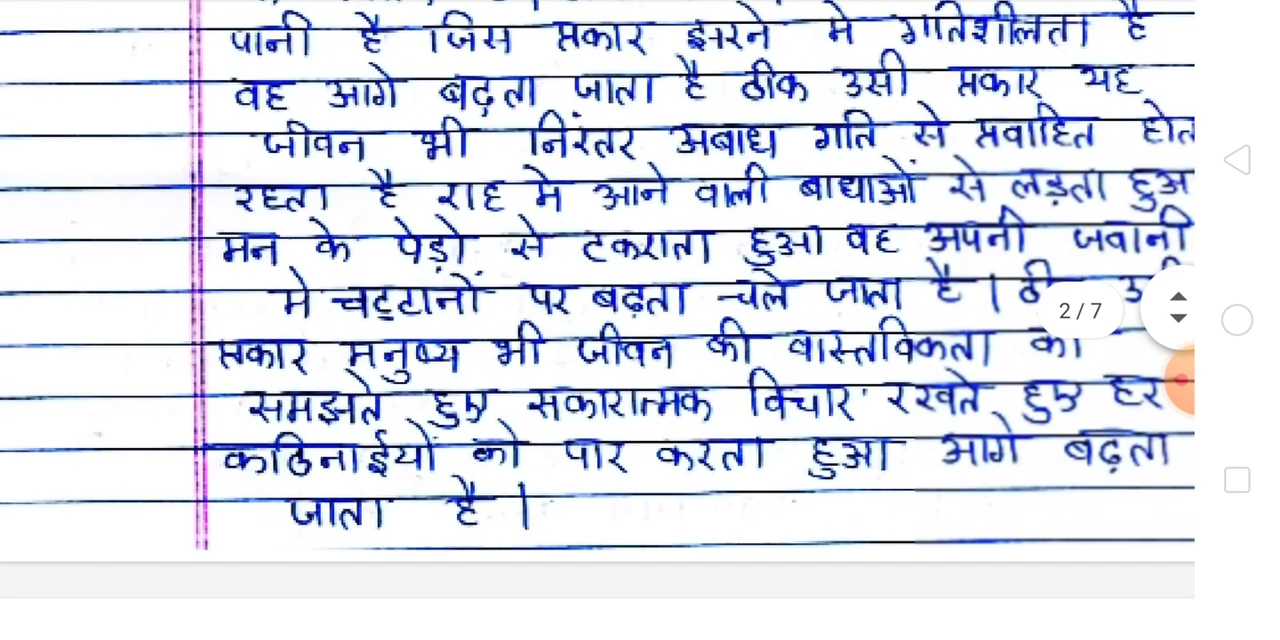 पानी है जिस प्रकार झरने मे गतिशीलता है
वह आगे बढ़ता जाता है ठीक उसी प्रकार यह
जीवन भी निरंतर अबाध गति से प्रवाहित होत
रहता है राह मे आने वाली बाधाओं से लड़ता हुअ
मन के पेड़ो से टकराता हुआ वह अपनी जवानी
मे चट्टानों पर बढ़ता चले जाता है । ठी
2/7
प्रकार मनुष्य भी जीवन की वास्तविकता का
समझते हुए सकारात्मक विचार रखते हुए हर
कठिनाईयों को पार करता हुआ आगे बढ़ता
जाता है ।